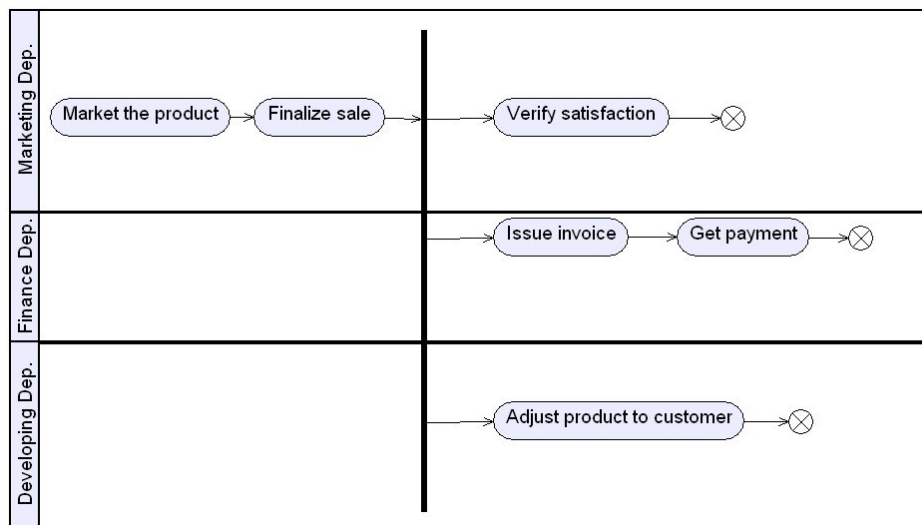 Marketing Dep.
Market the product
Finalize sale
Verify satisfaction
Finance Dep.
Issue invoice
Get payment
Developing Dep.
Adjust product to customer